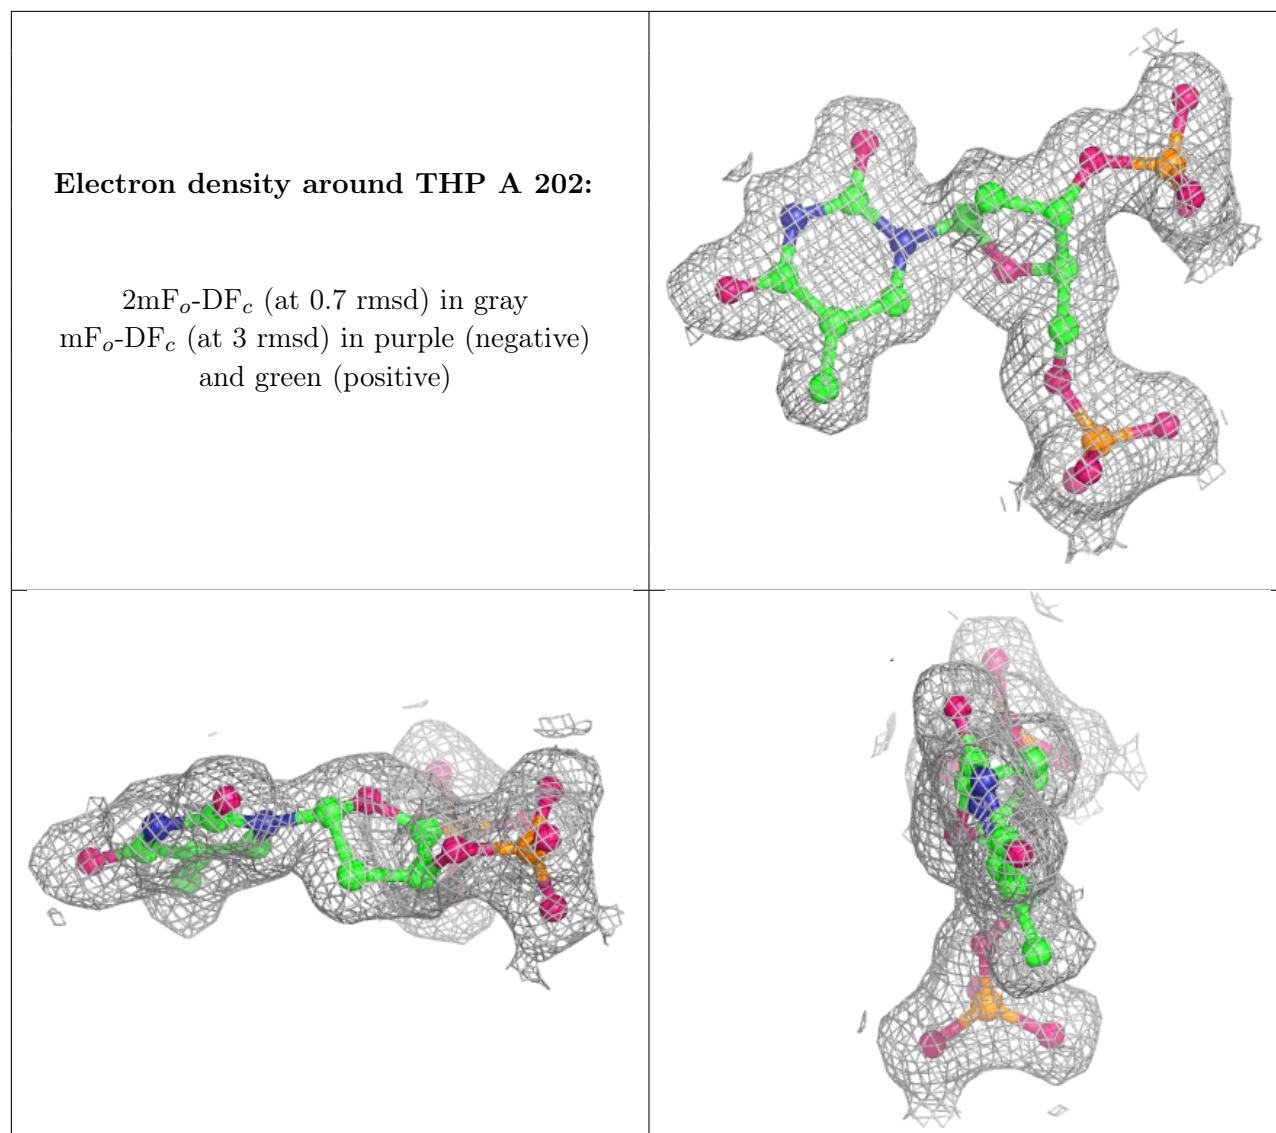 Electron density around THP A 202:
2mFo-DFc (at 0.7 rmsd) in gray
mFo-DFc (at 3 rmsd) in purple (negative)
and green (positive)